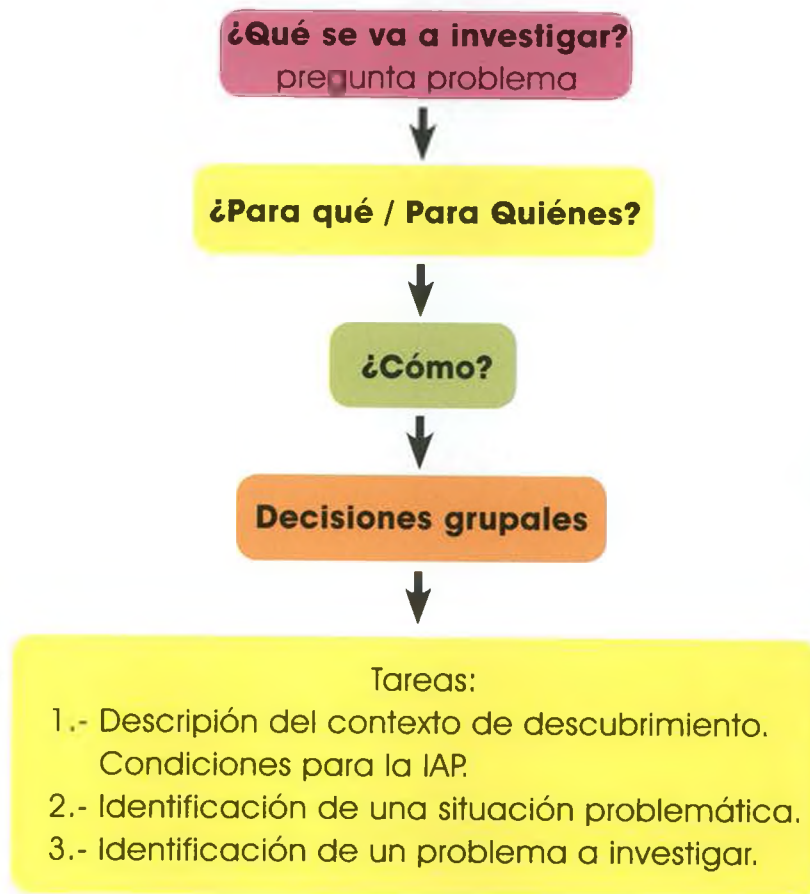 ¿Qué se va a investigar?
pregunta problema
¿Para qué / Para Quiénes?
¿Cómo?
Decisiones grupales
Tareas:
1.- Descripión del contexto de descubrimiento.
Condiciones para la IAP.
2.- Identificación de una situación problemática.
3.- Identificación de un problema a investigar.